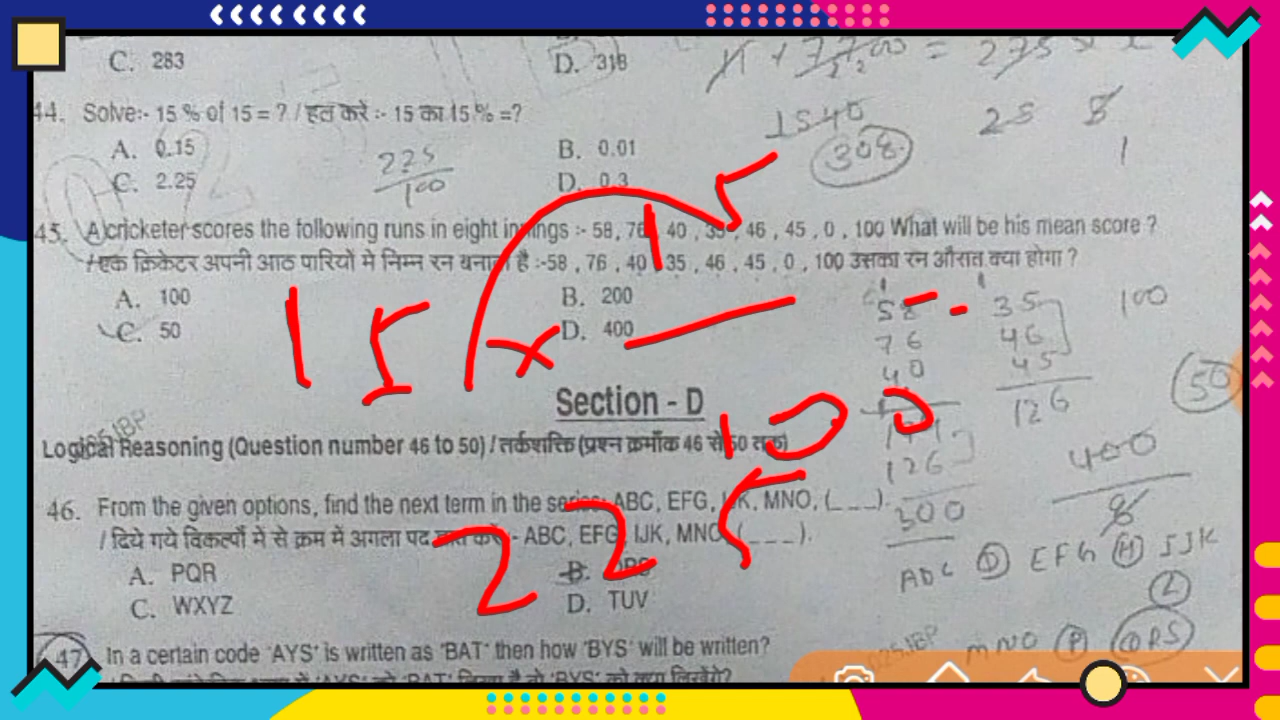 C. 283
D. 318
44. Solve:- 15 % of 15 = ? / हल करे :- 15 का 15 % =?
A. 0.15
B. 0.01
C. 2.25
D. 0.3
225
100
1540
308
25 8
1
45. A cricketer scores the following runs in eight innings :- 58, 76 40 , 35, 46 , 45 , 0 , 100 What will be his mean score ?
/ एक क्रिकेटर अपनी आठ पारियों में निम्न रन बनाता है :-58 , 76 , 40 35 , 46 , 45 , 0 , 100 उसका रन औसत क्या होगा ?
A. 100
B. 200
C. 50
D. 400
15
15 × 15
100
225
58
76
40
126
300
35
46
45
126
100
50
400
8
Section - D
Logical Reasoning (Question number 46 to 50) / तर्कशक्ति (प्रश्न क्रमाँक 46 से 50 तक)
46. From the given options, find the next term in the series- ABC, EFG, IJK, MNO, (_ _ _).
/ दिये गये विकल्पों में से क्रम में अगला पद :- ABC, EFG, IJK, MNO, (_ _ _).
A. PQR
B.
C. WXYZ
D. TUV
ABC D EFG H IJK
L
MNO P QRS
47. In a certain code 'AYS' is written as 'BAT' then how 'BYS' will be written?